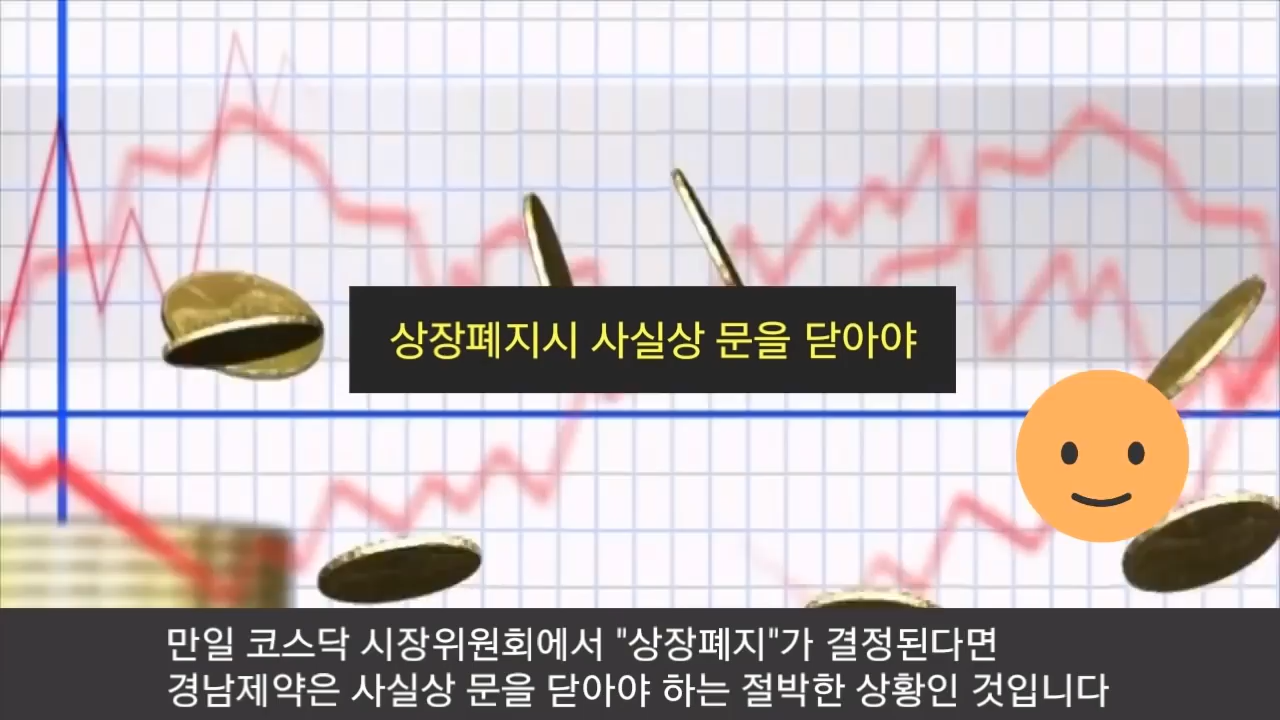 상장폐지시 사실상 문을 닫아야
만일 코스닥 시장위원회에서 "상장폐지"가 결정된다면
경남제약은 사실상 문을 닫아야 하는 절박한 상황인 것입니다